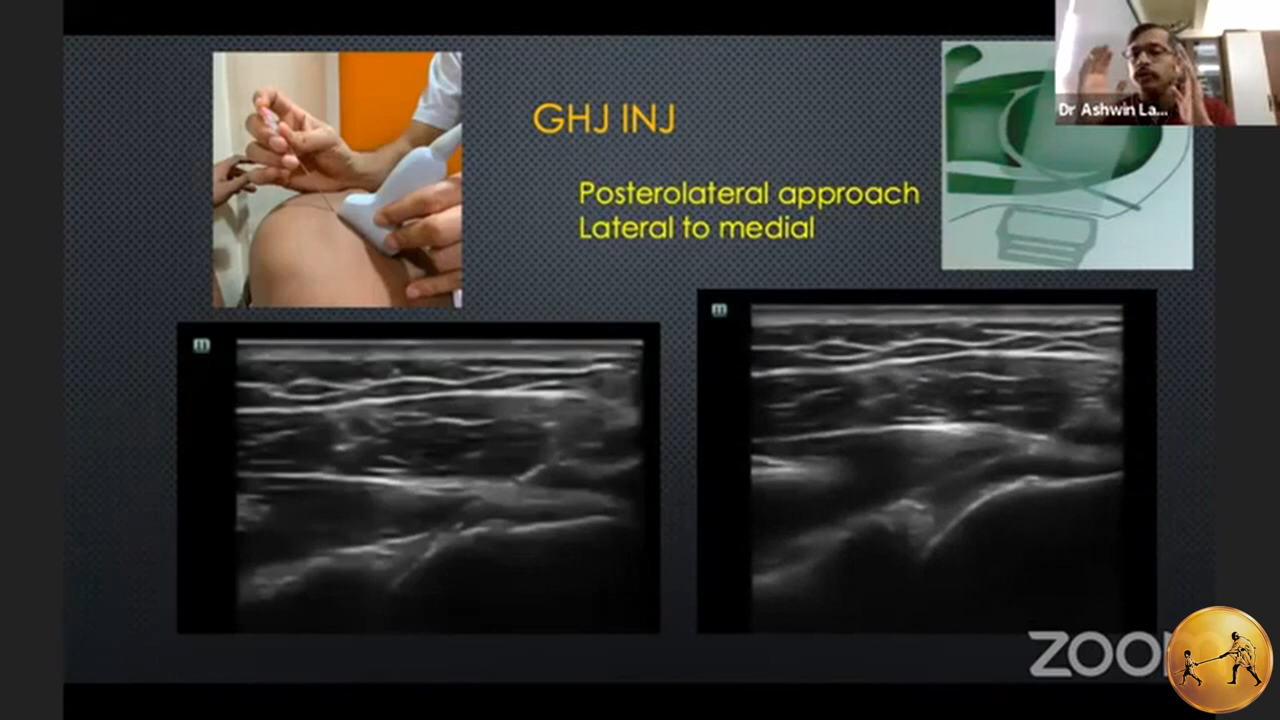 Dr Ashwin La...
GHJ INJ
Posterolateral approach
Lateral to medial
m
m
ZOOM